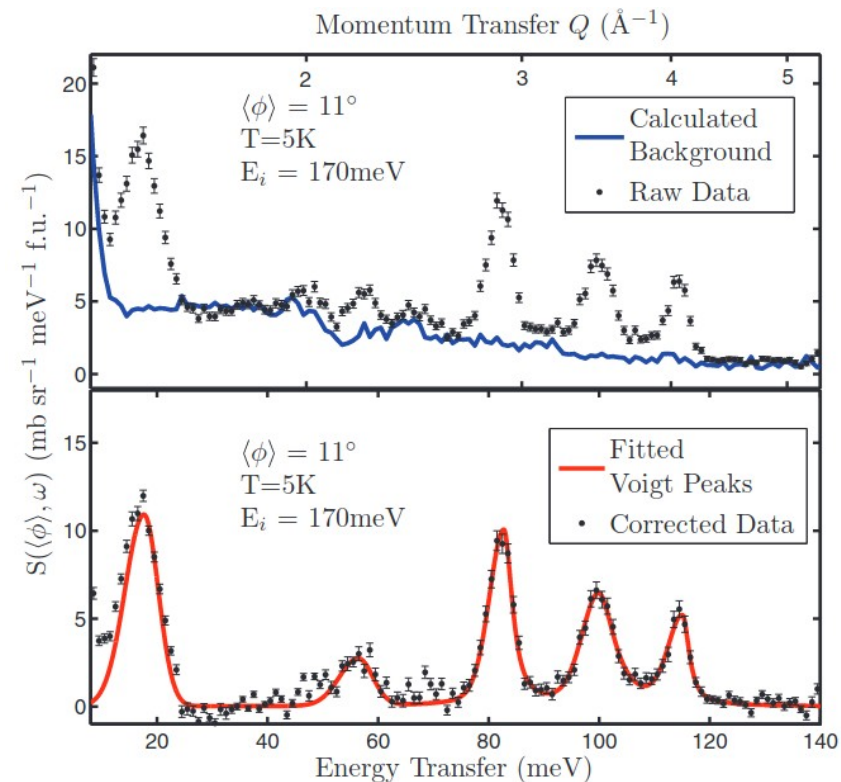 Momentum Transfer Q (Å⁻¹)
2 3 4 5
20
15
10
5
0
⟨ϕ⟩ = 11°
T=5K
E_i = 170meV
Calculated
Background
Raw Data
S(⟨ϕ⟩, ω) (mb sr⁻¹ meV⁻¹ f.u.⁻¹)
15
10
5
0
⟨ϕ⟩ = 11°
T=5K
E_i = 170meV
Fitted
Voigt Peaks
Corrected Data
20 40 60 80 100 120 140
Energy Transfer (meV)